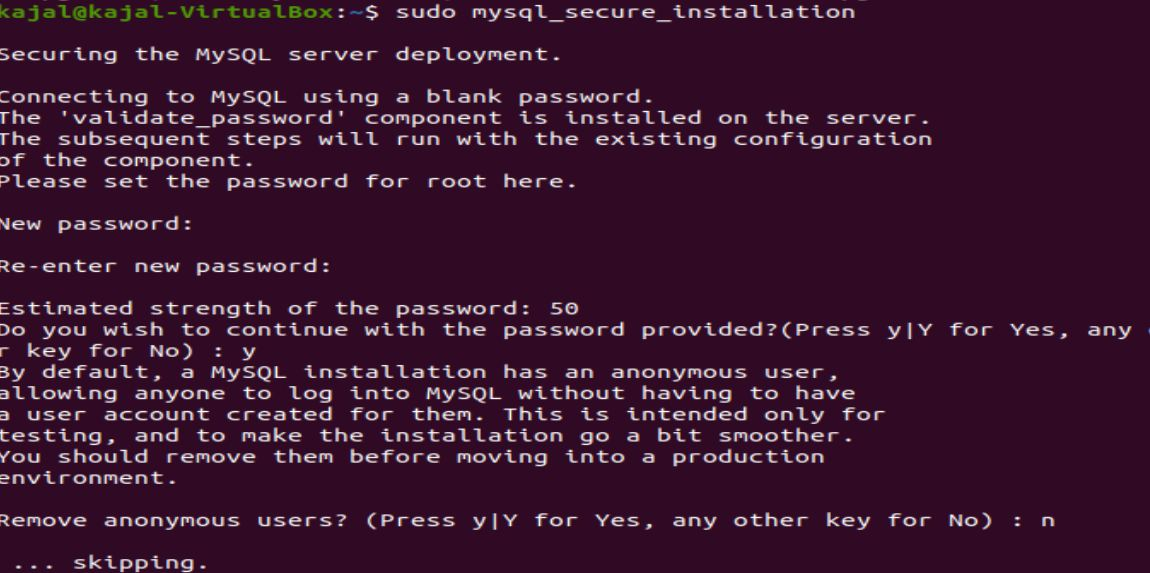 kajal@kajal-VirtualBox:~$ sudo mysql_secure_installation
Securing the MySQL server deployment.
Connecting to MySQL using a blank password.
The 'validate_password' component is installed on the server.
The subsequent steps will run with the existing configuration
of the component.
Please set the password for root here.
New password:
Re-enter new password:
Estimated strength of the password: 50
Do you wish to continue with the password provided?(Press y|Y for Yes, any
r key for No) : y
By default, a MySQL installation has an anonymous user,
allowing anyone to log into MySQL without having to have
a user account created for them. This is intended only for
testing, and to make the installation go a bit smoother.
You should remove them before moving into a production
environment.
Remove anonymous users? (Press y|Y for Yes, any other key for No) : n
... skipping.